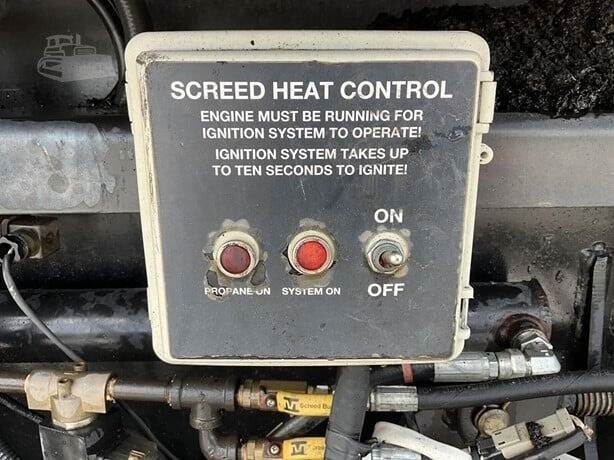 SCREED HEAT CONTROL
ENGINE MUST BE RUNNING FOR
IGNITION SYSTEM TO OPERATE!
IGNITION SYSTEM TAKES UP
TO TEN SECONDS TO IGNITE!
ON
PROPANE ON
SYSTEM ON
OFF
Screed